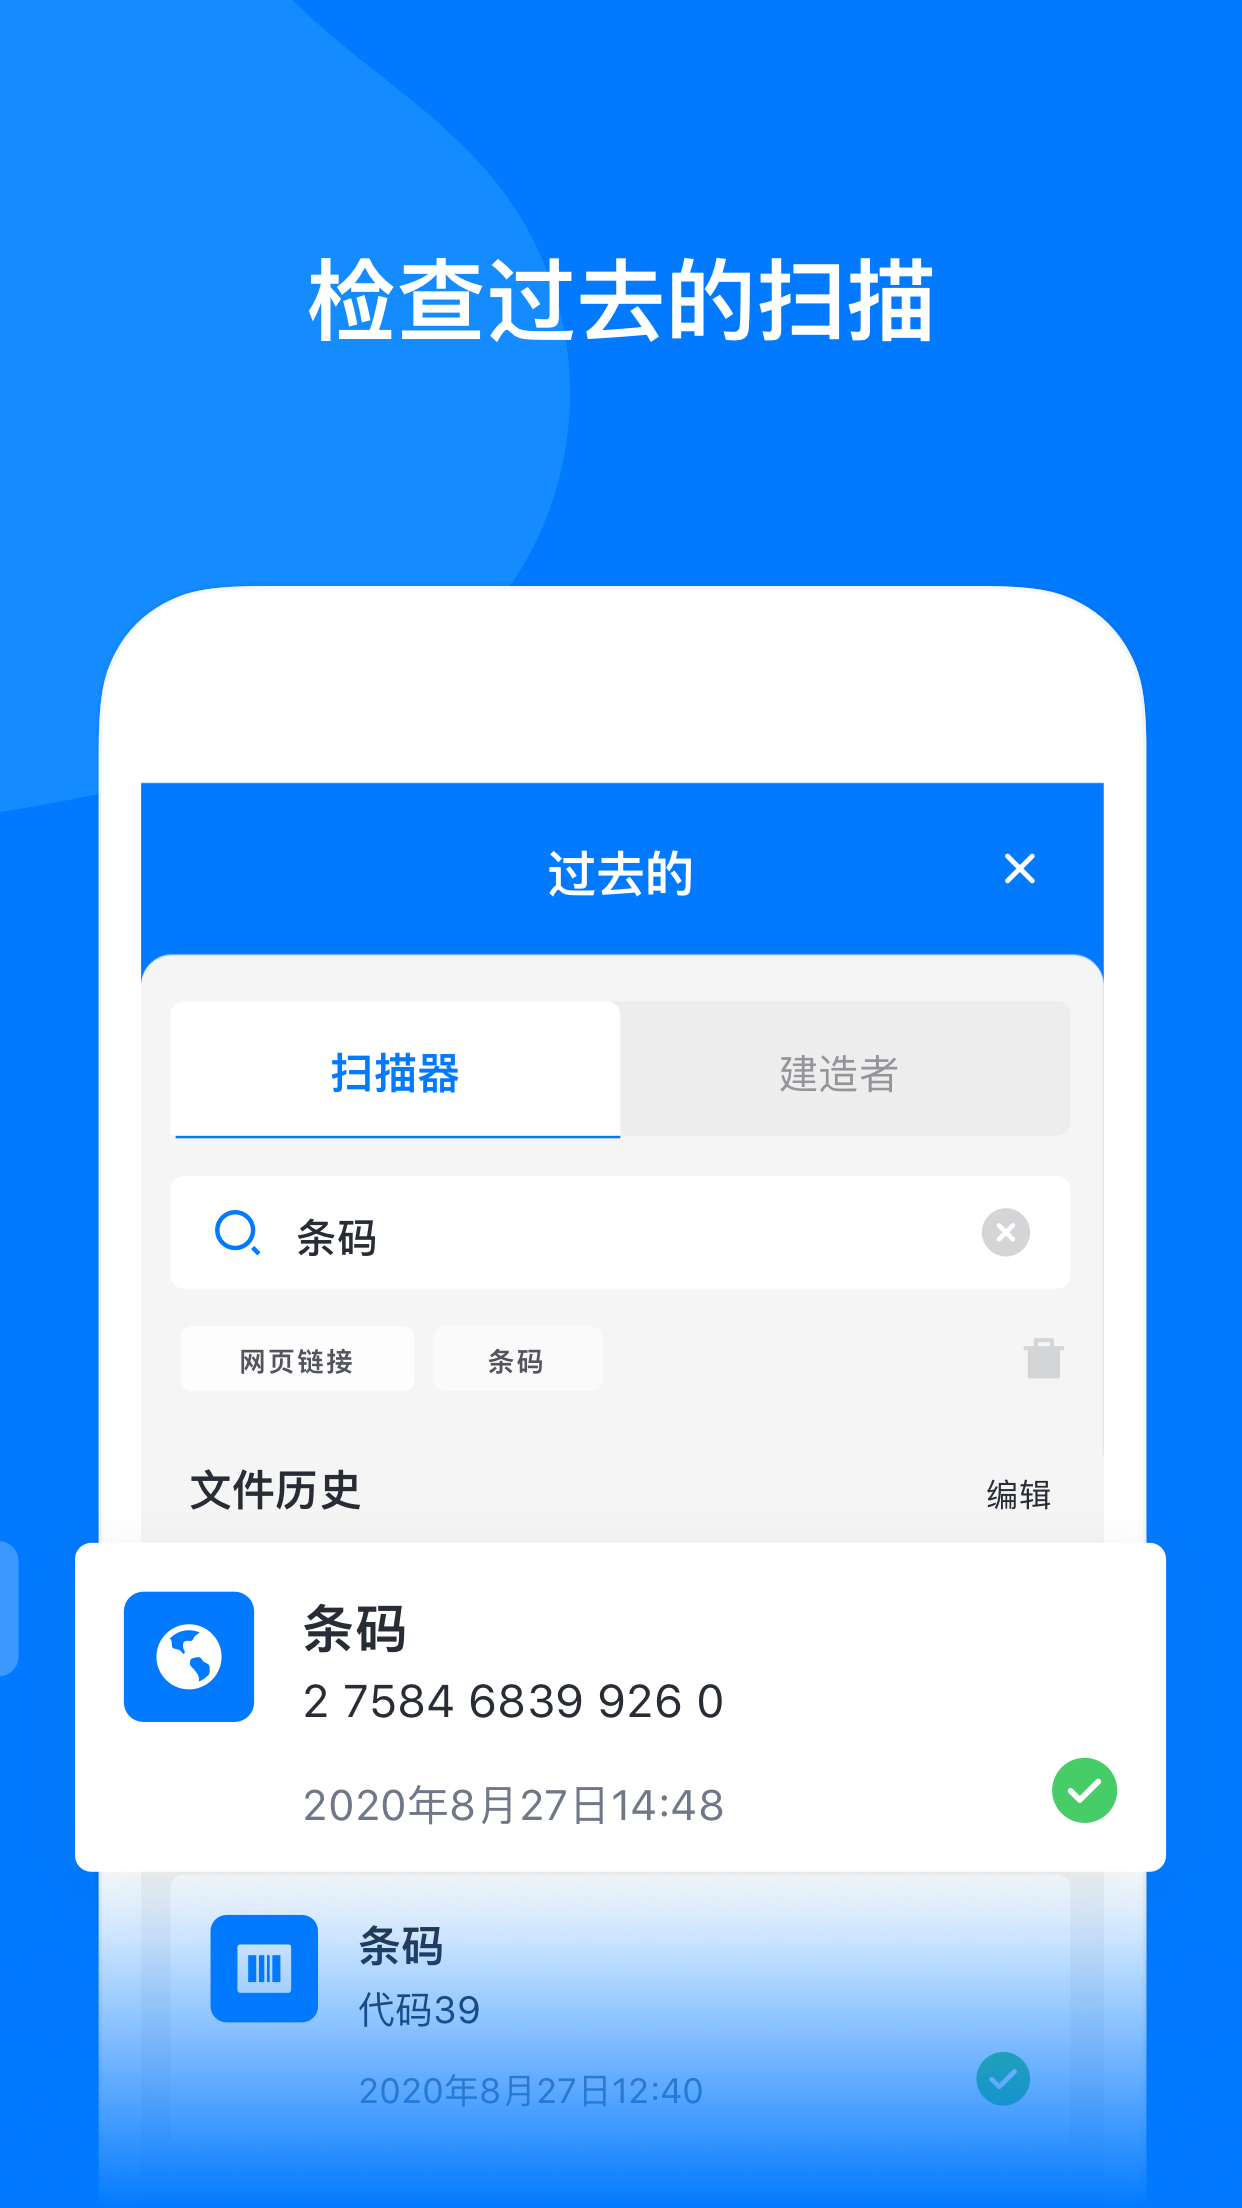 检查过去的扫描
过去的
扫描器
建造者
条码
网页链接
条码
文件历史
编辑
条码
2 7584 6839 926 0
2020年8月27日14:48
条码
代码39
2020年8月27日12:40